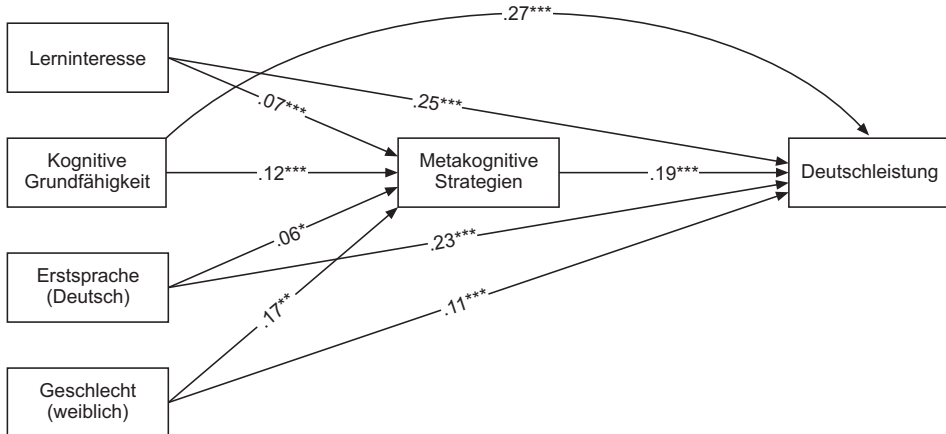 .27***
Lerninteresse
.07***
.25***
Kognitive
Grundfähigkeit
.12***
Metakognitive
Strategien
.19***
Deutschleistung
.06*
.23***
Erstsprache
(Deutsch)
.17**
.11***
Geschlecht
(weiblich)